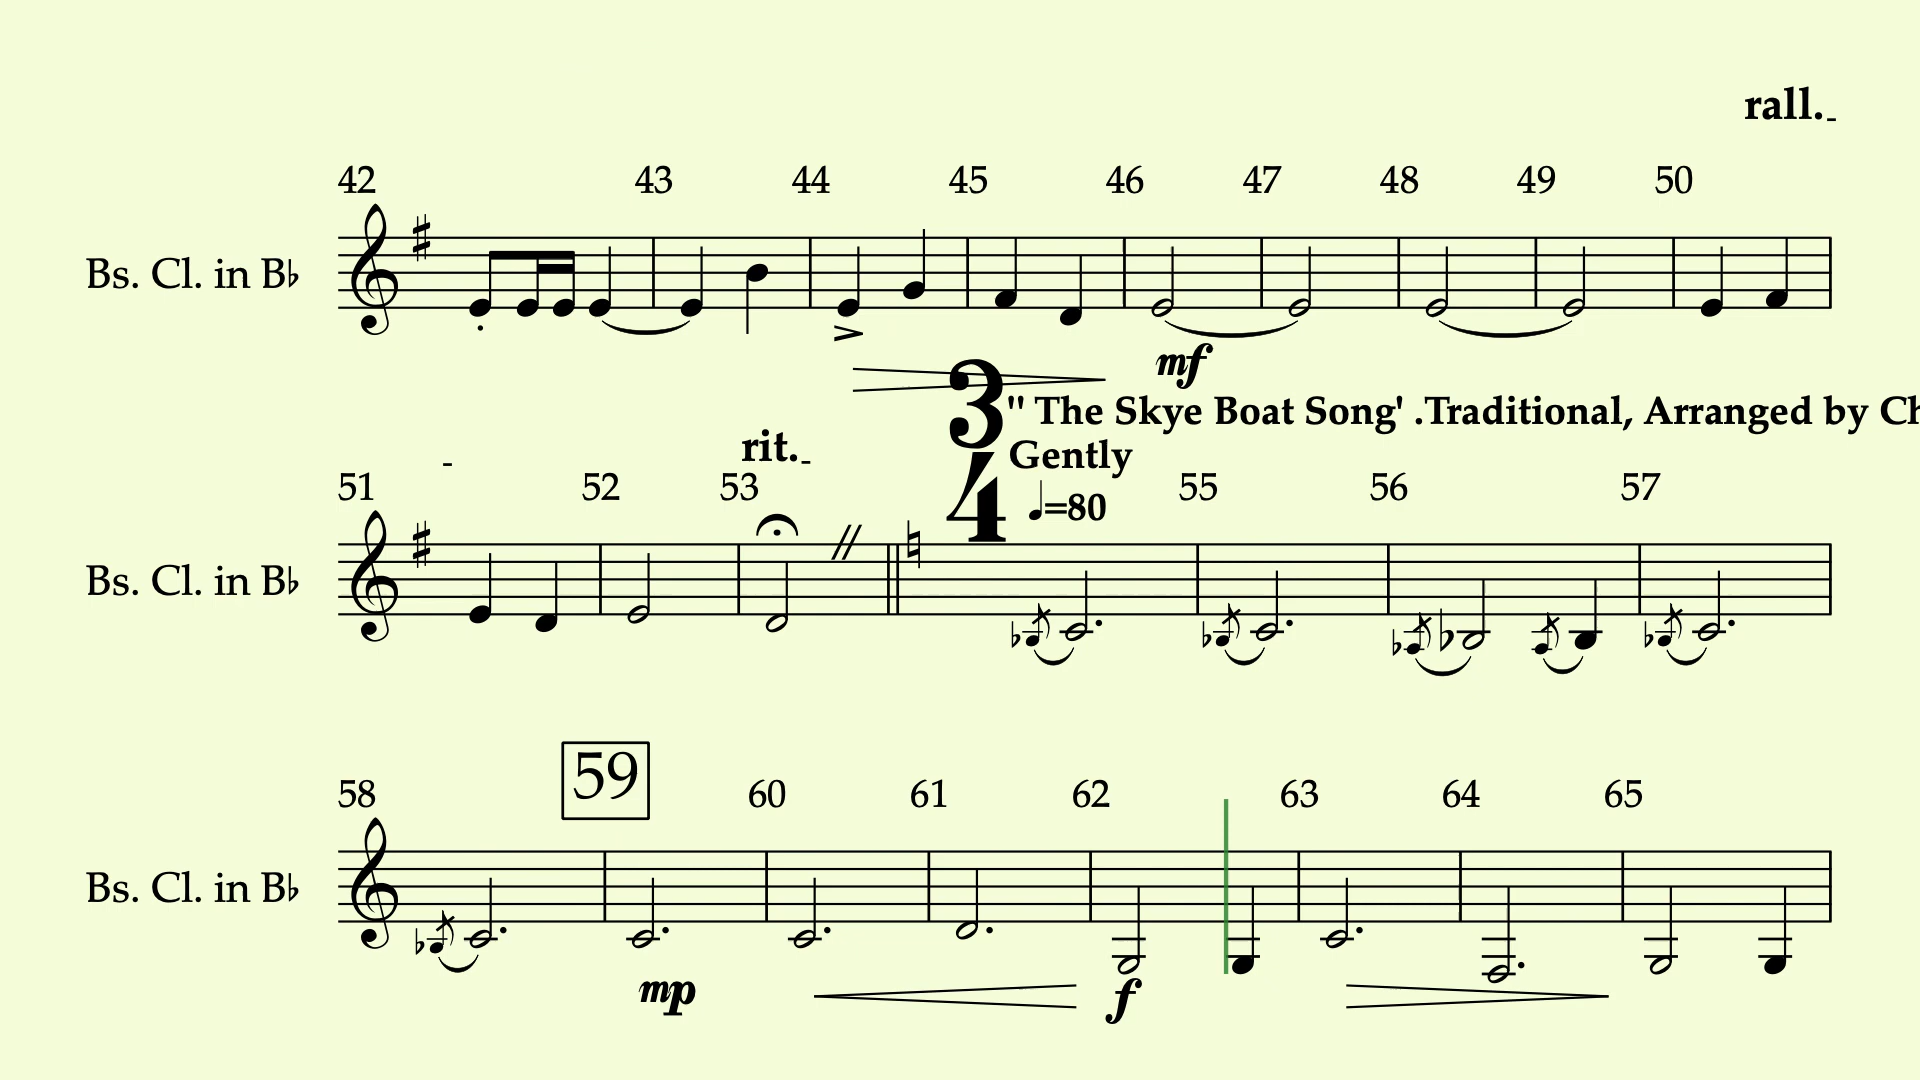 rall.
42 43 44 45 46 47 48 49 50
Bs. Cl. in B♭
mf
3
4
" The Skye Boat Song' .Traditional, Arranged by Ch
rit.
Gently
♩=80
51 52 53 55 56 57
Bs. Cl. in B♭
59
58 60 61 62 63 64 65
Bs. Cl. in B♭
mp f